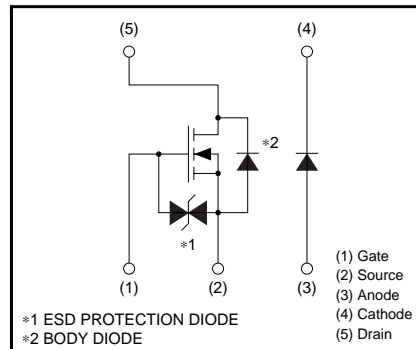 (5) (4)
∗2
∗1
(1) (2) (3)
(1) Gate
(2) Source
(3) Anode
(4) Cathode
(5) Drain
∗1 ESD PROTECTION DIODE
∗2 BODY DIODE